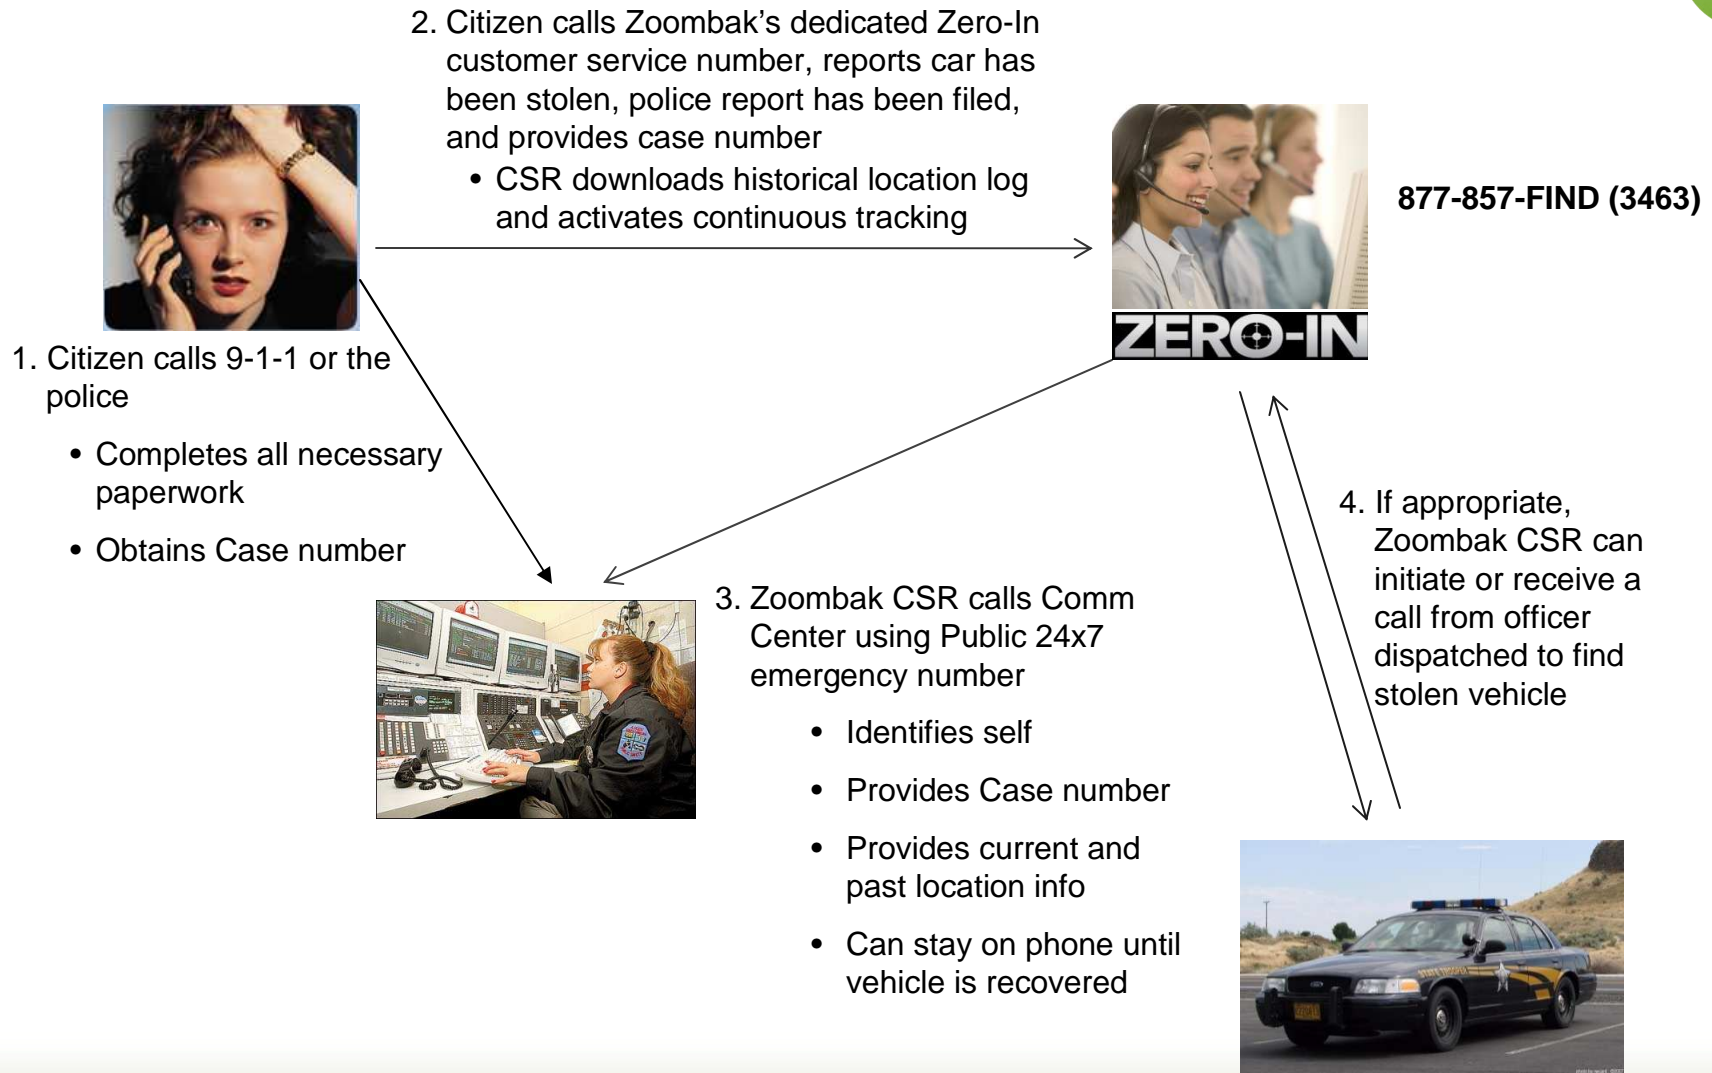 2. Citizen calls Zoombak’s dedicated Zero-In
customer service number, reports car has
been stolen, police report has been filed,
and provides case number
• CSR downloads historical location log
and activates continuous tracking
877-857-FIND (3463)
ZERO-IN
1. Citizen calls 9-1-1 or the
police
• Completes all necessary
paperwork
• Obtains Case number
3. Zoombak CSR calls Comm
Center using Public 24x7
emergency number
• Identifies self
• Provides Case number
• Provides current and
past location info
• Can stay on phone until
vehicle is recovered
4. If appropriate,
Zoombak CSR can
initiate or receive a
call from officer
dispatched to find
stolen vehicle
STATE TROOPER